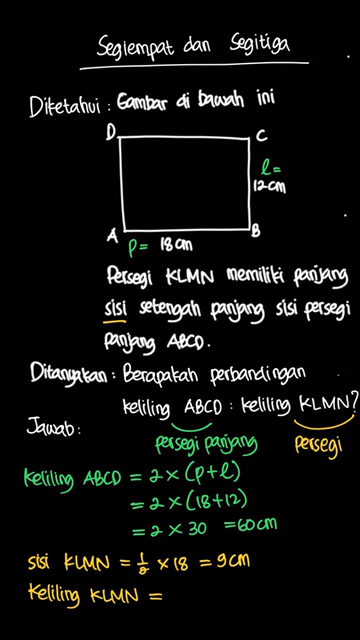 Segiempat dan Segitiga
Diketahui : Gambar di bawah ini
D
C
l =
12 cm
A
B
p = 18 cm
Persegi KLMN memiliki panjang
sisi setengah panjang sisi persegi
panjang ABCD.
Ditanyakan : Berapakah perbandingan
keliling ABCD : keliling KLMN?
Jawab:
persegi panjang
persegi
keliling ABCD = 2 × (p + l)
= 2 × (18 + 12)
= 2 × 30 = 60 cm
sisi KLMN = 1/2 × 18 = 9 cm
keliling KLMN =